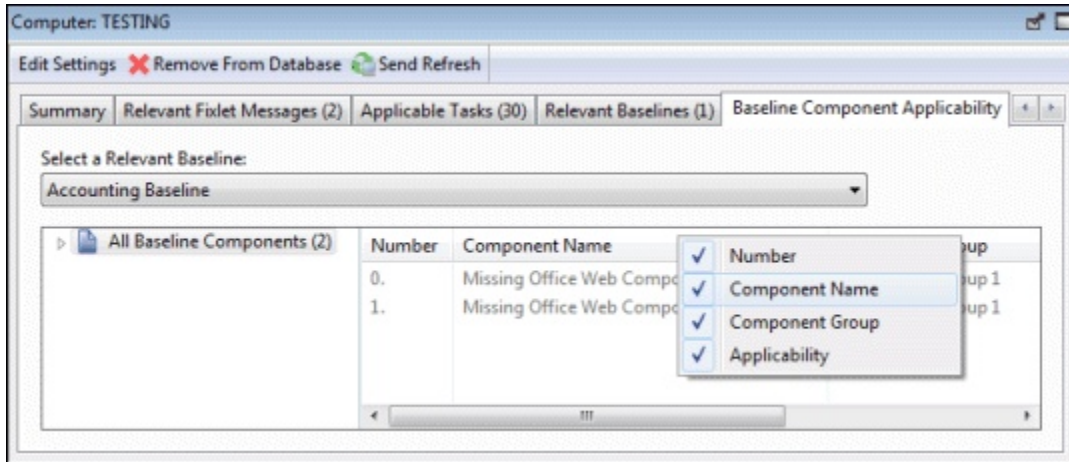 Computer: TESTING
Edit Settings Remove From Database Send Refresh
Summary Relevant Fixlet Messages (2) Applicable Tasks (30) Relevant Baselines (1) Baseline Component Applicability
Select a Relevant Baseline:
Accounting Baseline
All Baseline Components (2)
Number Component Name
0. Missing Office Web
1. Missing Office Web
Number
Component Name
Component Group
Applicability